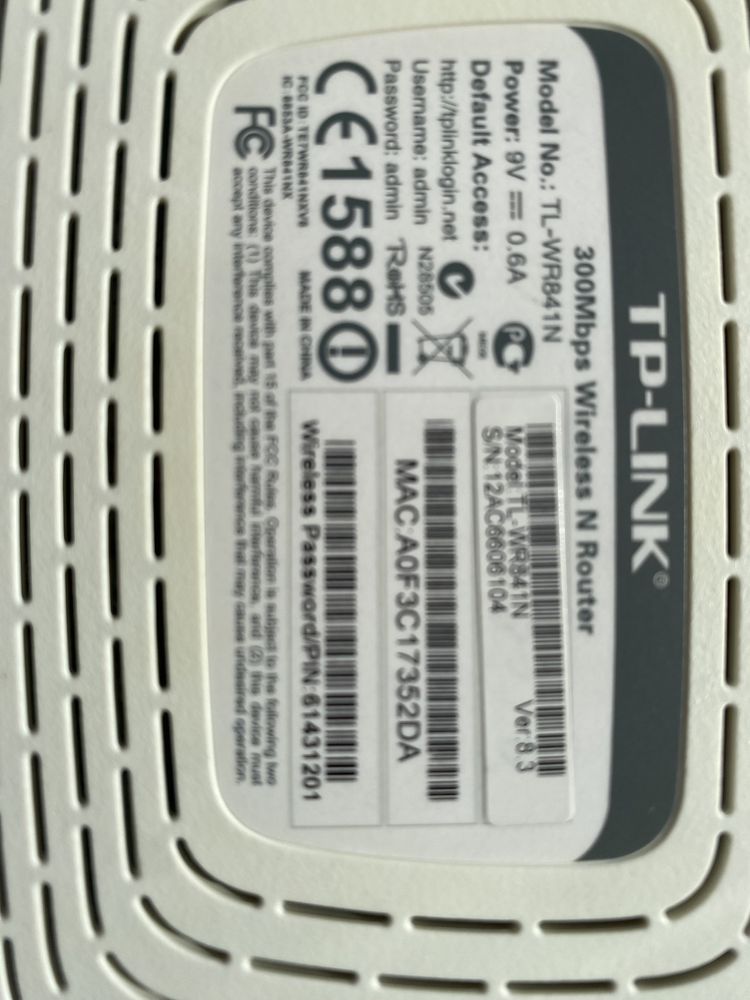 TP-LINK®
300Mbps Wireless N Router
Model No.: TL-WR841N
Power: 9V ⎓ 0.6A
Default Access:
http://tplinklogin.net
Username: admin
Password: admin
N28505
RoHS
CE1588
FCC ID: TE7WR841NXV8
IC: 8853A-WR841NX
MADE IN CHINA
Model: TL-WR841N Ver:8.3
S/N:12AC6606104
MAC:A0F3C17352DA
Wireless Password/PIN:61431201
FC
This device complies with part 15 of the FCC Rules. Operation is subject to the following two
conditions: (1) This device may not cause harmful interference, and (2) this device must
accept any interference received, including interference that may cause undesired operation.